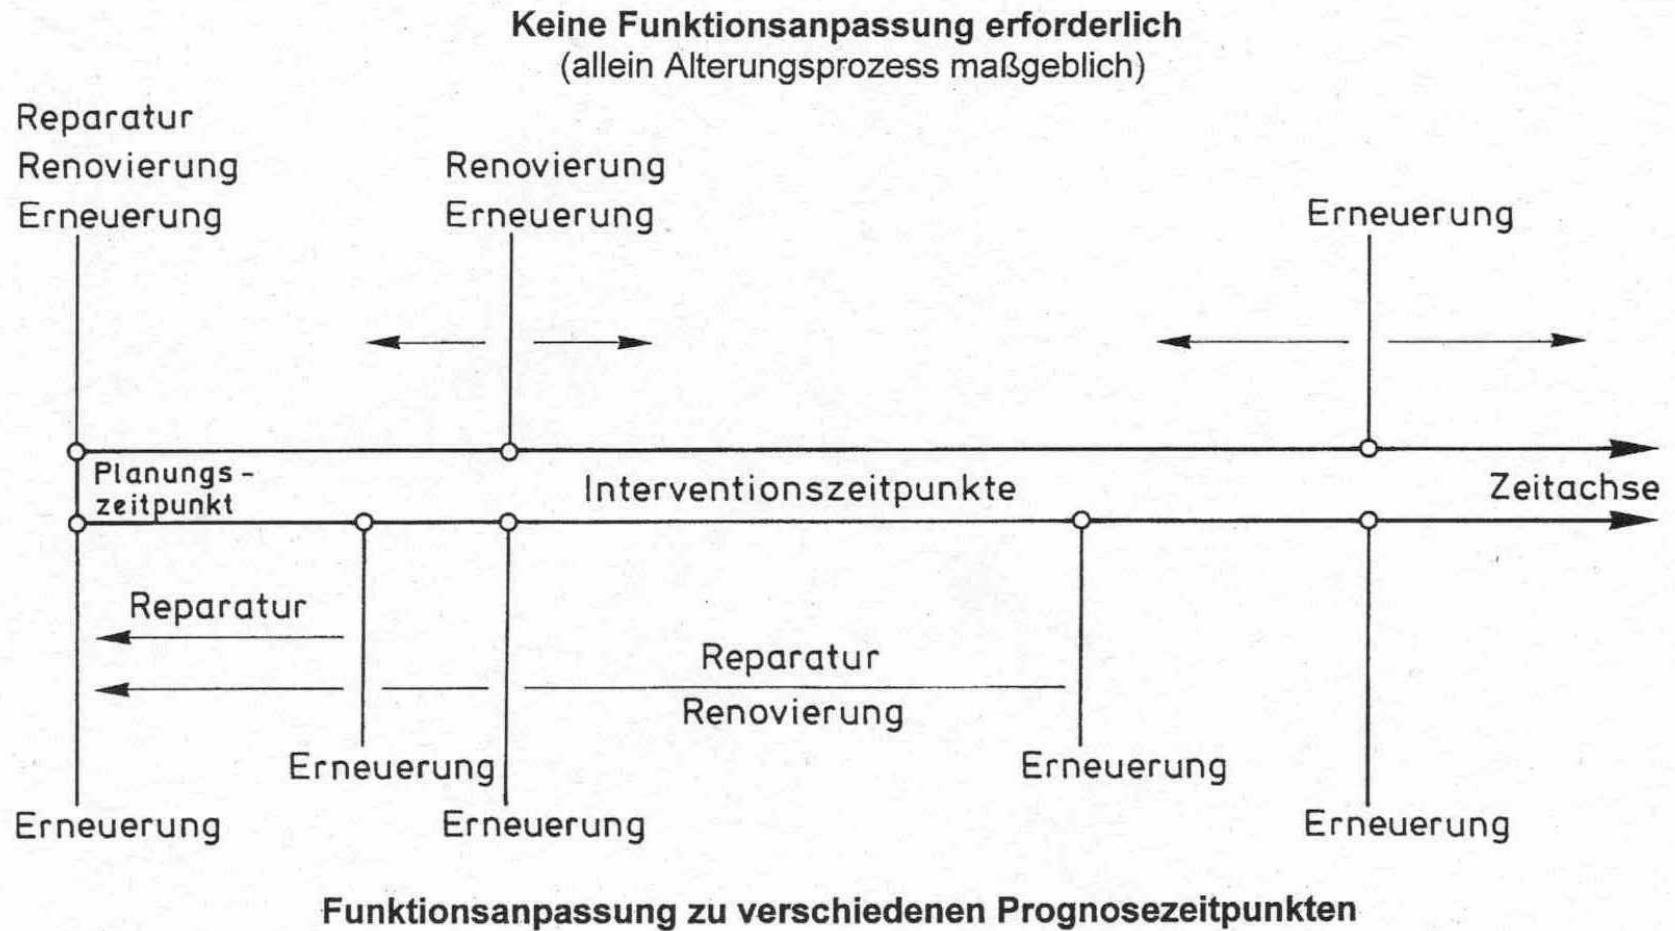 Keine Funktionsanpassung erforderlich
(allein Alterungsprozess maßgeblich)
Reparatur
Renovierung
Erneuerung
Renovierung
Erneuerung
Erneuerung
Planungs-
zeitpunkt
Interventionszeitpunkte
Zeitachse
Reparatur
Reparatur
Renovierung
Erneuerung
Erneuerung
Erneuerung
Erneuerung
Erneuerung
Funktionsanpassung zu verschiedenen Prognosezeitpunkten